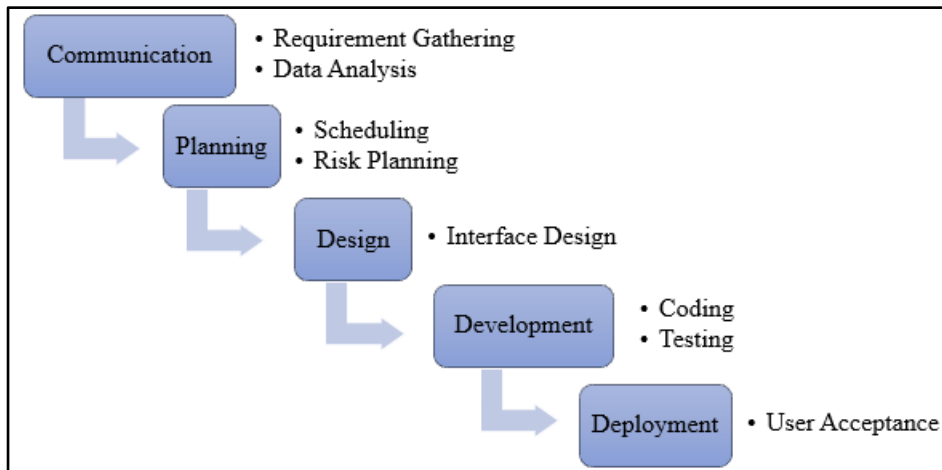 Communication
• Requirement Gathering
• Data Analysis
Planning
• Scheduling
• Risk Planning
Design
• Interface Design
Development
• Coding
• Testing
Deployment
• User Acceptance